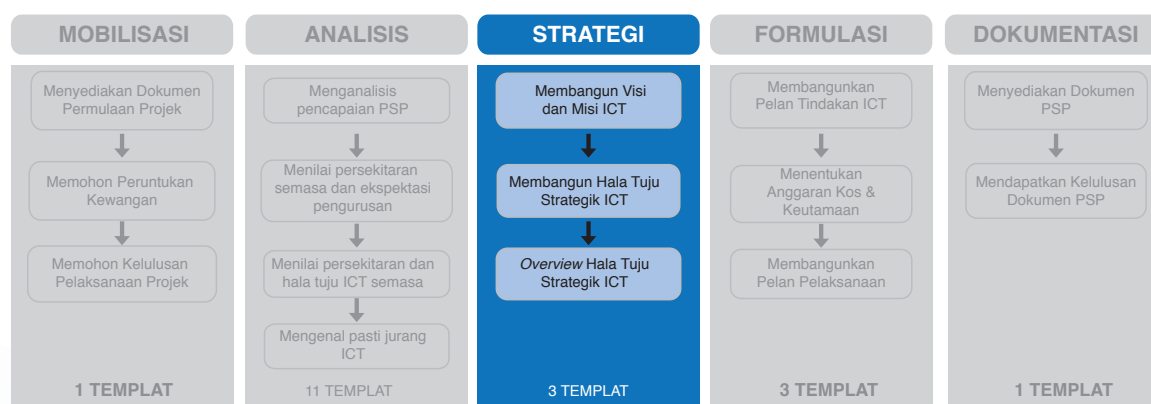 MOBILISASI
Menyediakan Dokumen
Permulaan Projek
Memohon Peruntukan
Kewangan
Memohon Kelulusan
Pelaksanaan Projek
1 TEMPLAT
ANALISIS
Menganalisis
pencapaian PSP
Menilai persekitaran
semasa dan ekspektasi
pengurusan
Menilai persekitaran dan
hala tuju ICT semasa
Mengenal pasti jurang
ICT
11 TEMPLAT
STRATEGI
Membangun Visi
dan Misi ICT
Membangun Hala Tuju
Strategik ICT
Overview Hala Tuju
Strategik ICT
3 TEMPLAT
FORMULASI
Membangunkan
Pelan Tindakan ICT
Menentukan
Anggaran Kos &
Keutamaan
Membangunkan
Pelan Pelaksanaan
3 TEMPLAT
DOKUMENTASI
Menyediakan Dokumen
PSP
Mendapatkan Kelulusan
Dokumen PSP
1 TEMPLAT